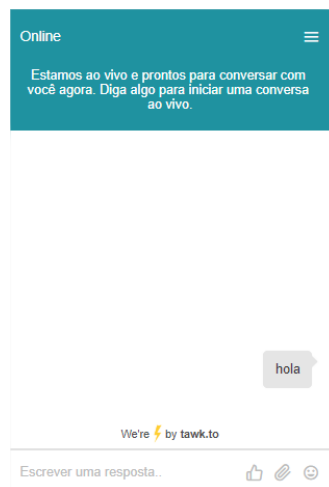 Online
Estamos ao vivo e prontos para conversar com
você agora. Diga algo para iniciar uma conversa
ao vivo.
hola
We're ⚡ by tawk.to
Escrever uma resposta..